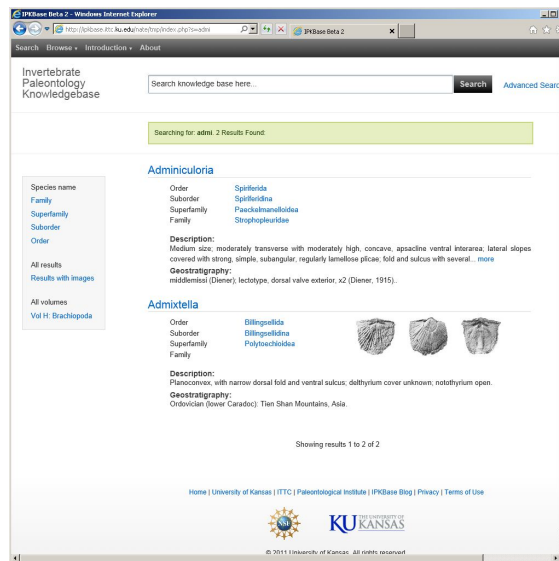 IPKBase Beta 2 - Windows Internet Explorer
http://ipkbase.ittc.ku.edu/nate/tmp/index.php?s=admi
IPKBase Beta 2
Search Browse Introduction About
Invertebrate
Paleontology
Knowledgebase
Search knowledge base here...
Search
Advanced Searc
Searching for: admi. 2 Results Found:
Species name
Family
Superfamily
Suborder
Order
All results
Results with images
All volumes
Vol H: Brachiopoda
Adminiculoria
Order Spiriferida
Suborder Spiriferidina
Superfamily Paeckelmanelloidea
Family Strophopleuridae
Description:
Medium size; moderately transverse with moderately high, concave, apsacline ventral interarea; lateral slopes
covered with strong, simple, subangular, regularly lamellose plicae; fold and sulcus with several... more
Geostratigraphy:
middlemissi (Diener); lectotype, dorsal valve exterior, x2 (Diener, 1915)..
Admixtella
Order Billingsellida
Suborder Billingsellidina
Superfamily Polytoechioidea
Family
Description:
Planoconvex, with narrow dorsal fold and ventral sulcus; delthyrium cover unknown; notothyrium open.
Geostratigraphy:
Ordovician (lower Caradoc): Tien Shan Mountains, Asia.
Showing results 1 to 2 of 2
Home | University of Kansas | ITTC | Paleontological Institute | IPKBase Blog | Privacy | Terms of Use
NSF
KU THE UNIVERSITY OF
KANSAS
© 2011 University of Kansas. All rights reserved